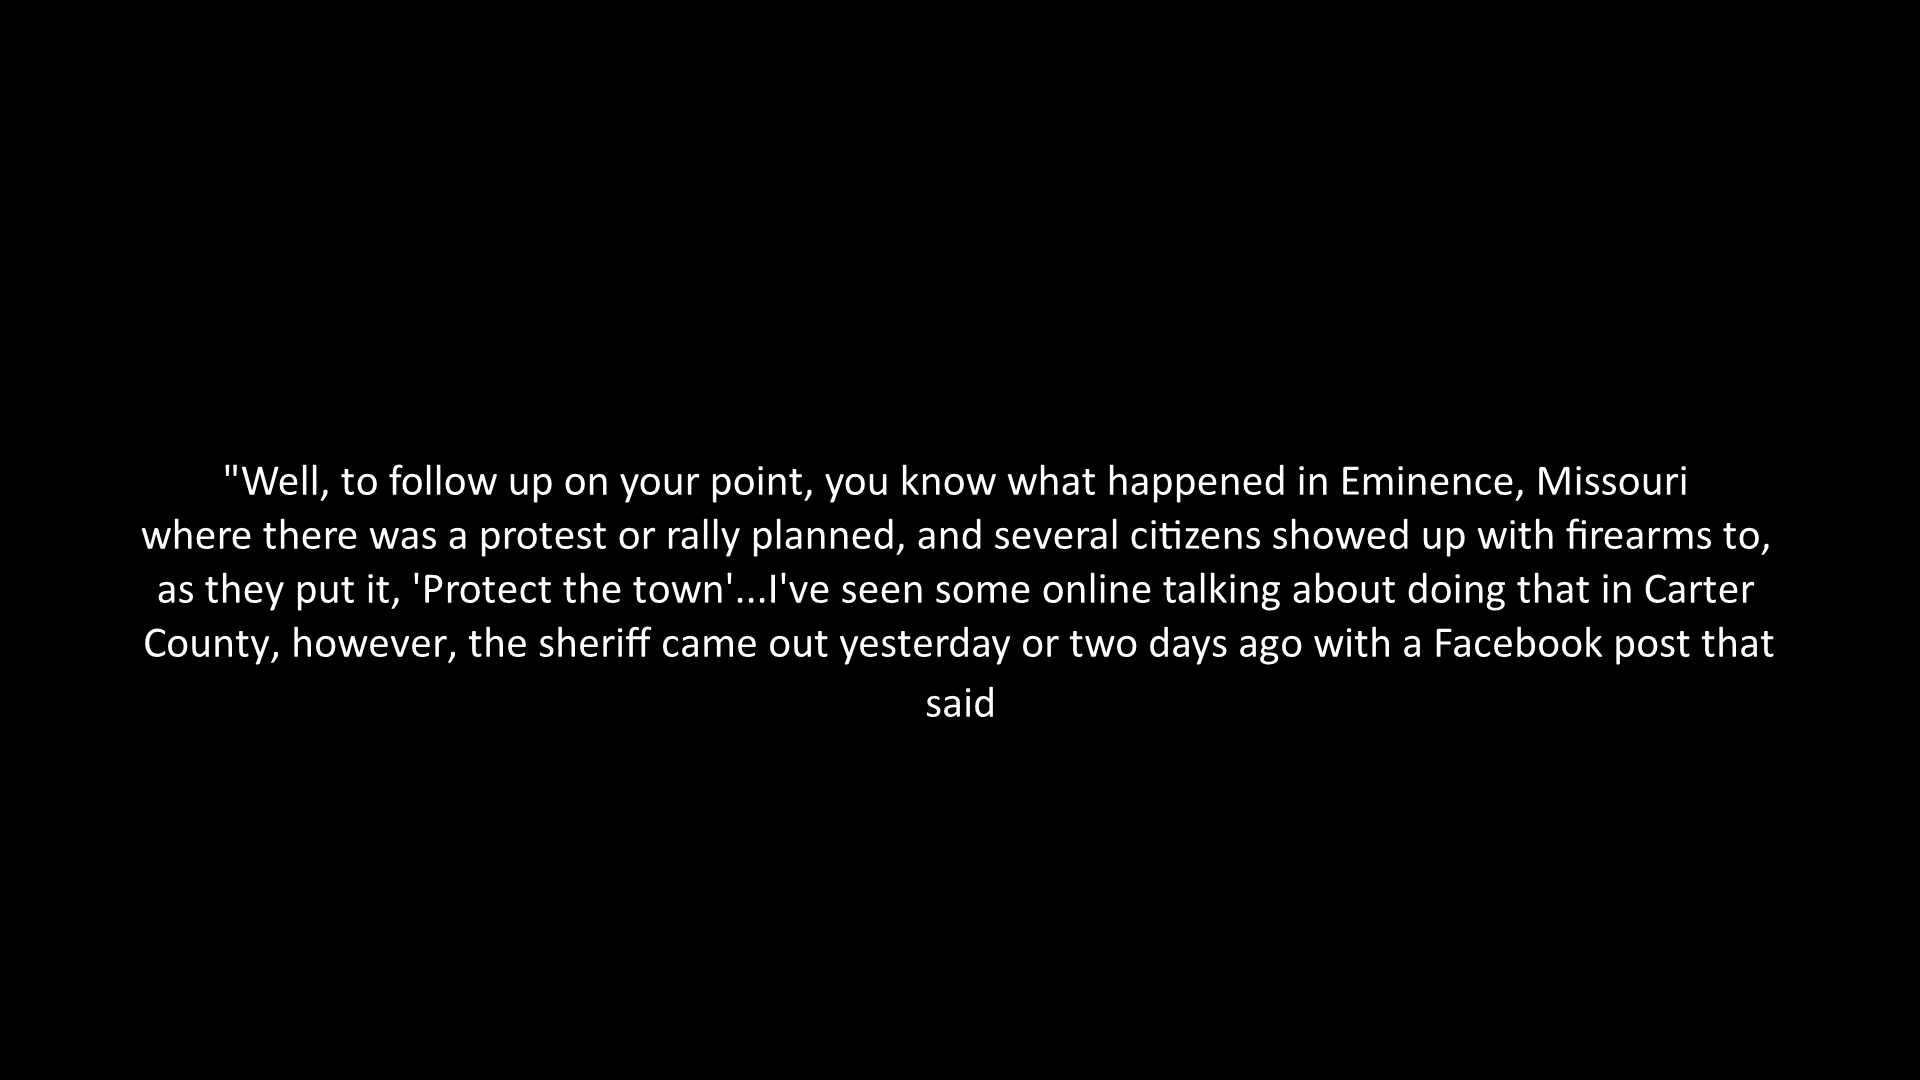 "Well, to follow up on your point, you know what happened in Eminence, Missouri
where there was a protest or rally planned, and several citizens showed up with firearms to,
as they put it, 'Protect the town'...I've seen some online talking about doing that in Carter
County, however, the sheriff came out yesterday or two days ago with a Facebook post that
said